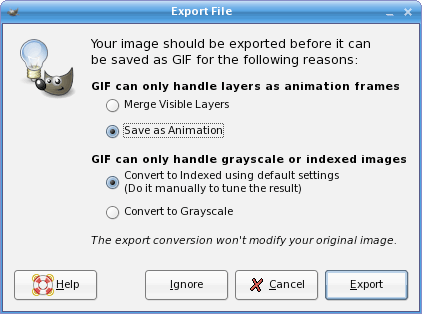 Export File
Your image should be exported before it can
be saved as GIF for the following reasons:
GIF can only handle layers as animation frames
Merge Visible Layers
Save as Animation
GIF can only handle grayscale or indexed images
Convert to Indexed using default settings
(Do it manually to tune the result)
Convert to Grayscale
The export conversion won't modify your original image.
Help Ignore Cancel Export